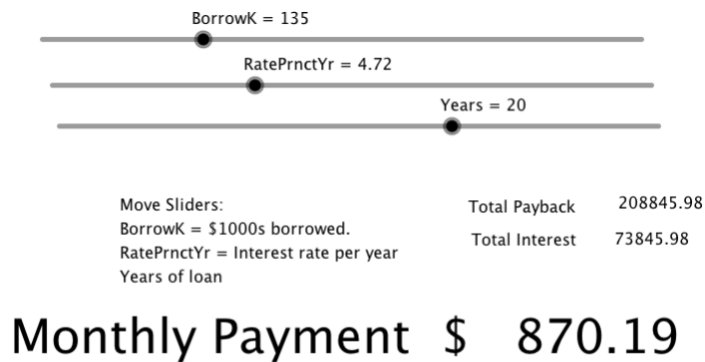 BorrowK = 135
RatePrnctYr = 4.72
Years = 20
Move Sliders:
BorrowK = $1000s borrowed.
RatePrnctYr = Interest rate per year
Years of loan
Total Payback 208845.98
Total Interest 73845.98
Monthly Payment $ 870.19